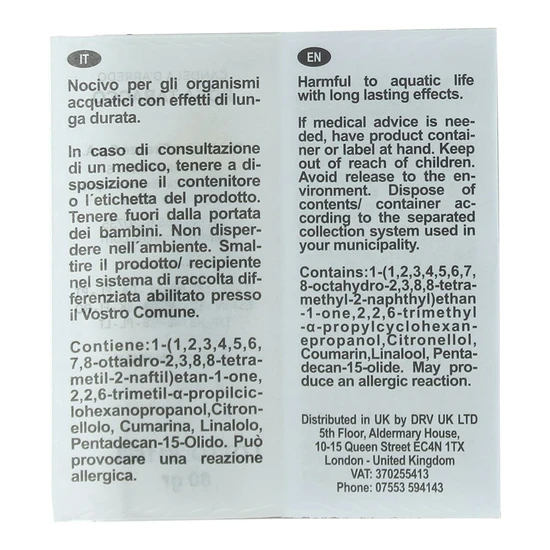 IT
Nocivo per gli organismi
acquatici con effetti di lun-
ga durata.
In caso di consultazione
di un medico, tenere a di-
sposizione il contenitore
o l´etichetta del prodotto.
Tenere fuori dalla portata
dei bambini. Non disper-
dere nell´ambiente. Smal-
tire il prodotto/ recipiente
nel sistema di raccolta dif-
ferenziata abilitato presso
il Vostro Comune.
Contiene:1-(1,2,3,4,5,6,
7,8-ottaidro-2,3,8,8-tetra-
metil-2-naftil)etan-1-one,
2,2,6-trimetil-α-propilcic-
lohexanopropanol,Citron-
ellolo, Cumarina, Linalolo,
Pentadecan-15-Olido. Può
provocare una reazione
allergica.
EN
Harmful to aquatic life
with long lasting effects.
If medical advice is nee-
ded, have product contai-
ner or label at hand. Keep
out of reach of children.
Avoid release to the en-
vironment. Dispose of
contents/ container ac-
cording to the separated
collection system used in
your municipality.
Contains:1-(1,2,3,4,5,6,7,
8-octahydro-2,3,8,8-tetra-
methyl-2-naphthyl)ethan
-1-one,2,2,6-trimethyl
-α-propylcyclohexan-
epropanol,Citronellol,
Coumarin,Linalool, Penta-
decan-15-olide. May pro-
duce an allergic reaction.
Distributed in UK by DRV UK LTD
5th Floor, Aldermary House,
10-15 Queen Street EC4N 1TX
London - United Kingdom
VAT: 370255413
Phone: 07553 594143
80 gr